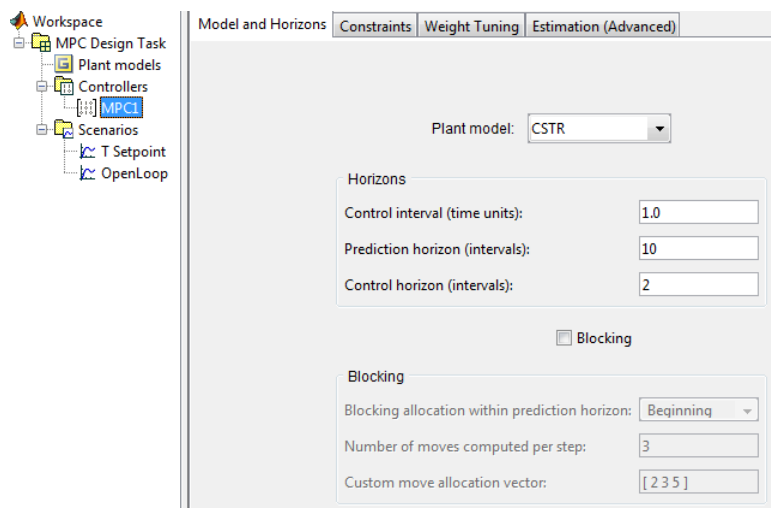 Workspace
MPC Design Task
Plant models
Controllers
MPC1
Scenarios
T Setpoint
OpenLoop
Model and Horizons Constraints Weight Tuning Estimation (Advanced)
Plant model: CSTR
Horizons
Control interval (time units): 1.0
Prediction horizon (intervals): 10
Control horizon (intervals): 2
Blocking
Blocking
Blocking allocation within prediction horizon: Beginning
Number of moves computed per step: 3
Custom move allocation vector: [ 2 3 5 ]